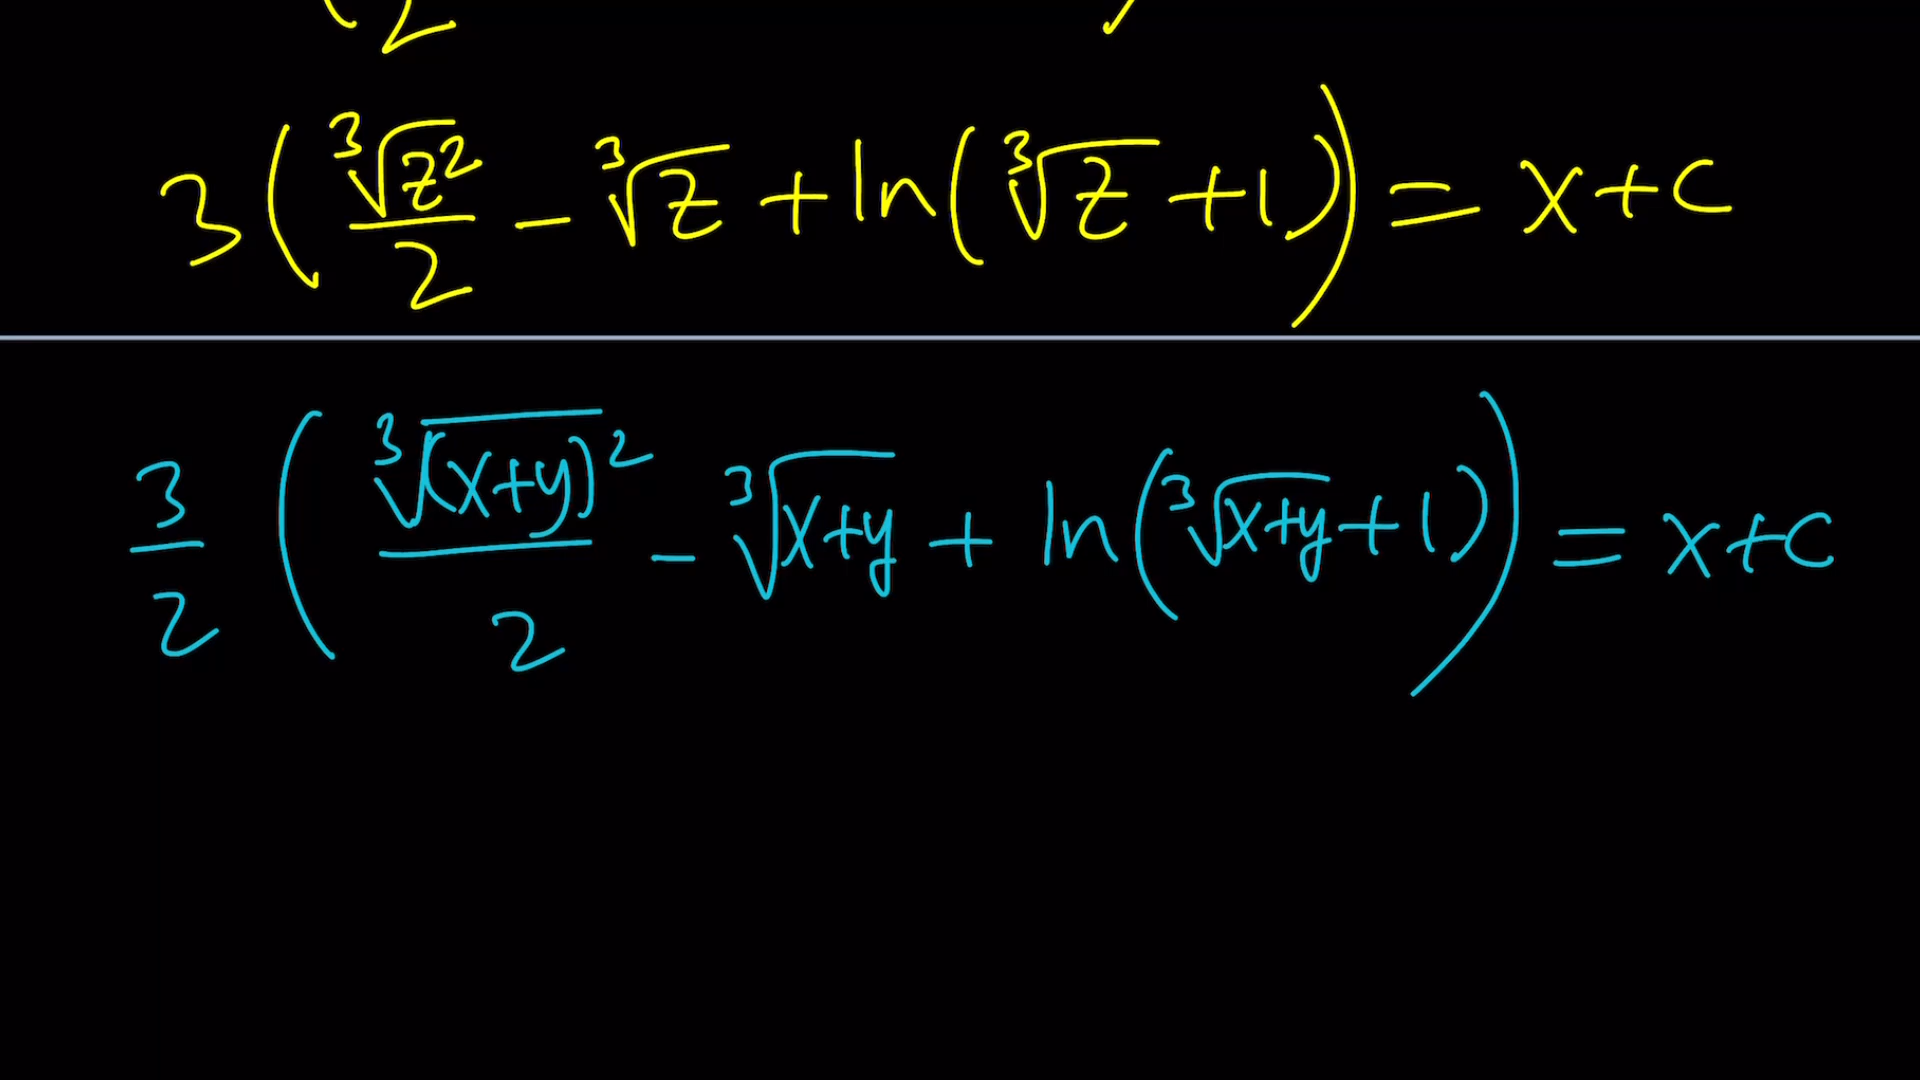 3(∛z²/2 - ∛z + ln(∛z + 1)) = x + c
3/2 (∛(x+y)²/2 - ∛x+y + ln(∛x+y + 1)) = x + c